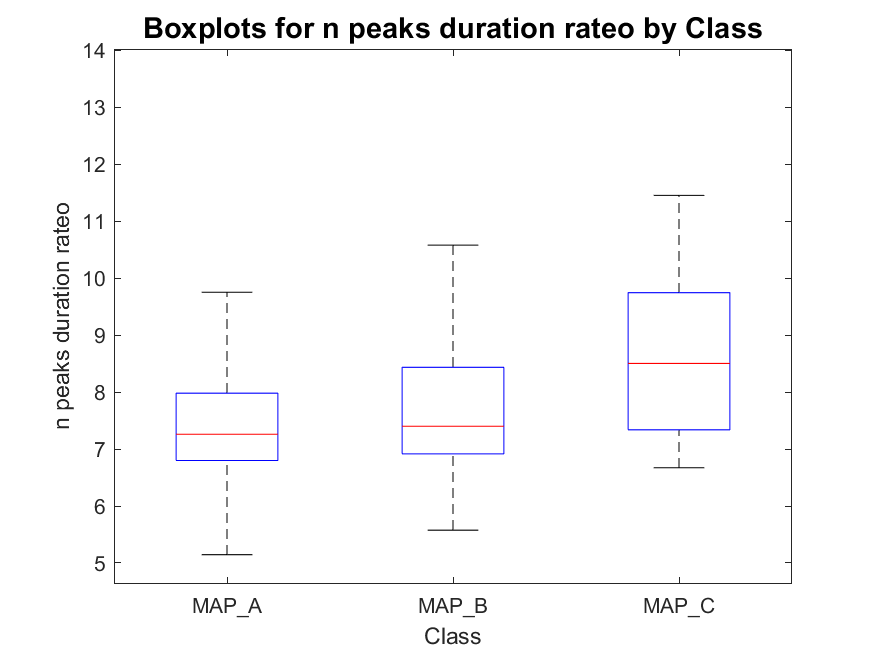 Boxplots for n peaks duration rateo by Class
14
13
12
11
10
9
8
7
6
5
n peaks duration rateo
MAP_A MAP_B MAP_C
Class